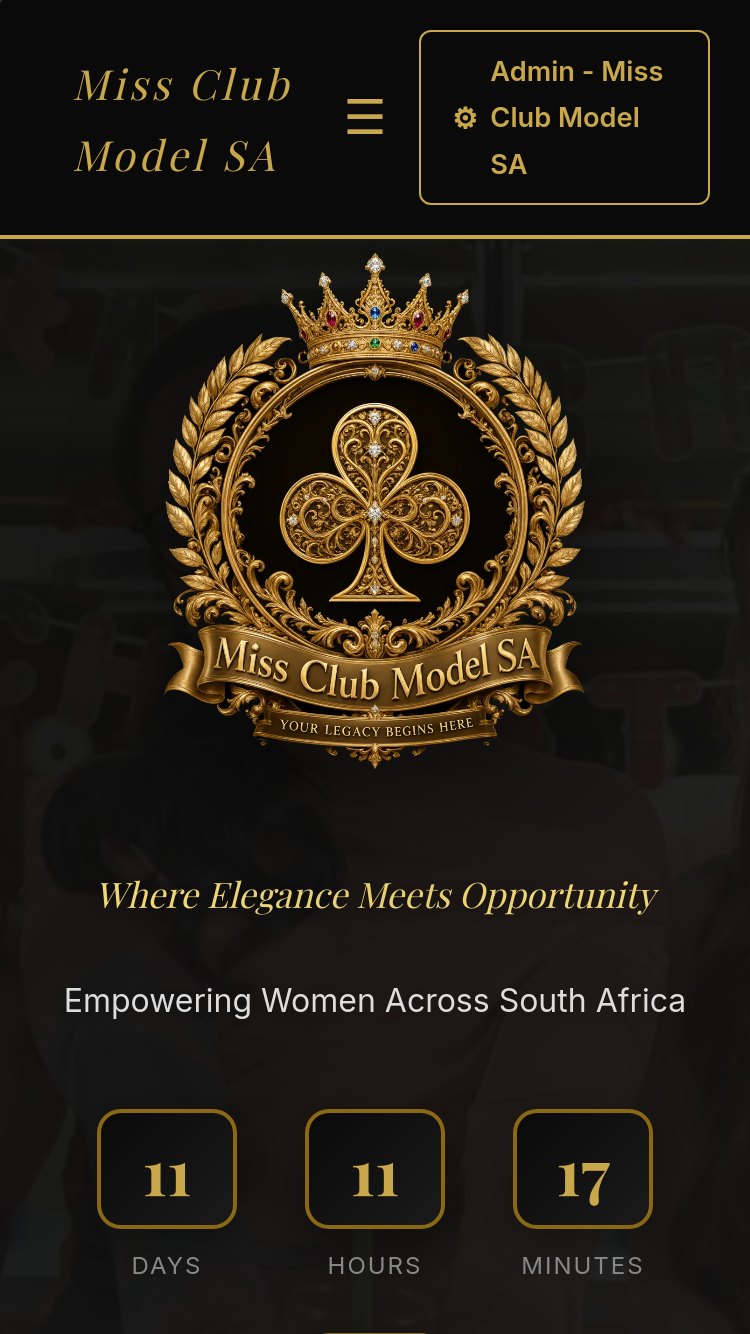 Miss Club
Model SA
☰
⚙ Admin - Miss
Club Model
SA
Miss Club Model SA
YOUR LEGACY BEGINS HERE
Where Elegance Meets Opportunity
Empowering Women Across South Africa
11 11 17
DAYS HOURS MINUTES